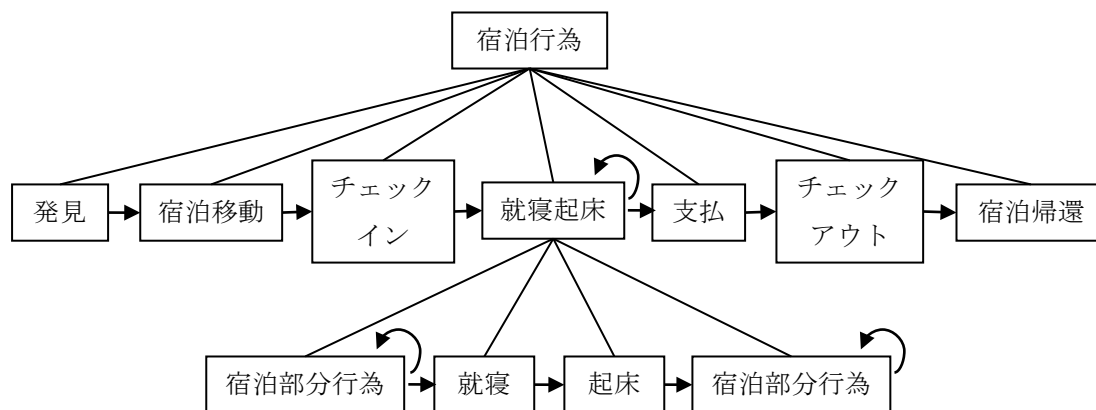 宿泊行為
発見
宿泊移動
チェック
イン
就寝起床
支払
チェック
アウト
宿泊帰還
宿泊部分行為
就寝
起床
宿泊部分行為